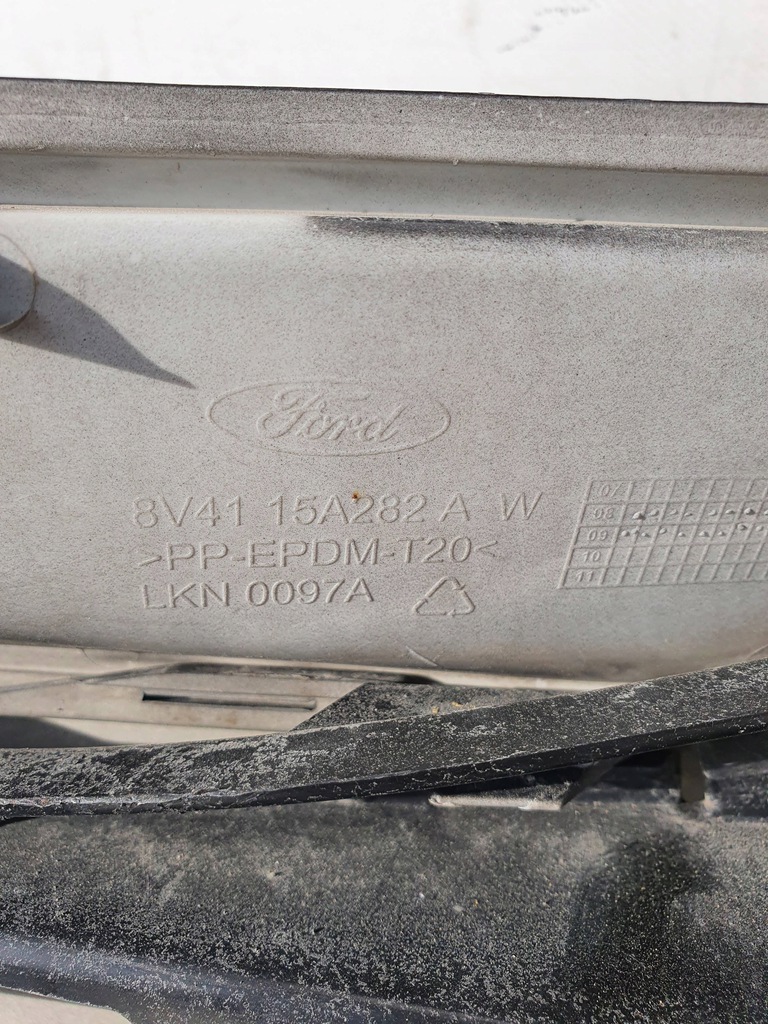 Ford
8V41 15A282 A W
>PP-EPDM-T20<
LKN 0097A
07
08
09
10
11